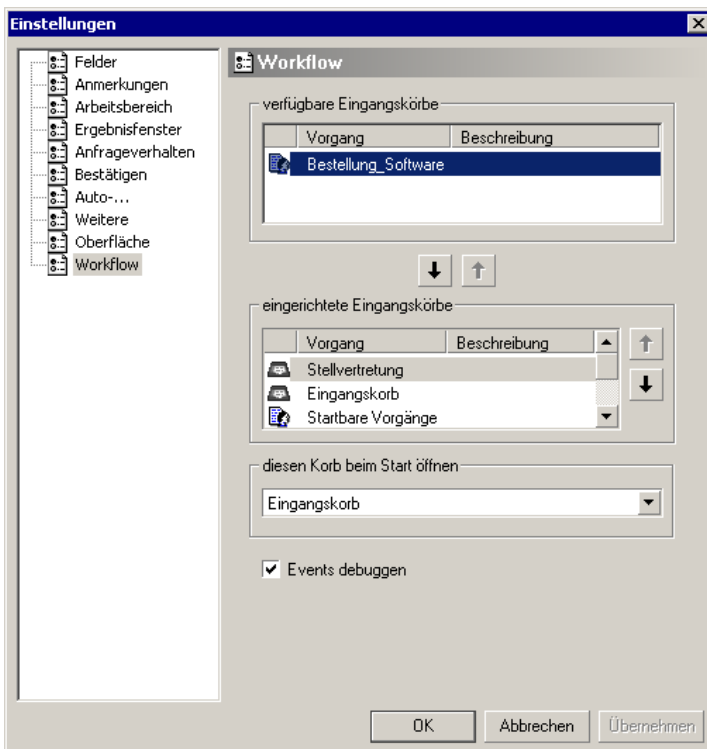 Einstellungen
Felder
Anmerkungen
Arbeitsbereich
Ergebnisfenster
Anfrageverhalten
Bestätigen
Auto-...
Weitere
Oberfläche
Workflow
Workflow
verfügbare Eingangskörbe
Vorgang Beschreibung
Bestellung_Software
eingerichtete Eingangskörbe
Vorgang Beschreibung
Stellvertretung
Eingangskorb
Startbare Vorgänge
diesen Korb beim Start öffnen
Eingangskorb
Events debuggen
OK Abbrechen Übernehmen